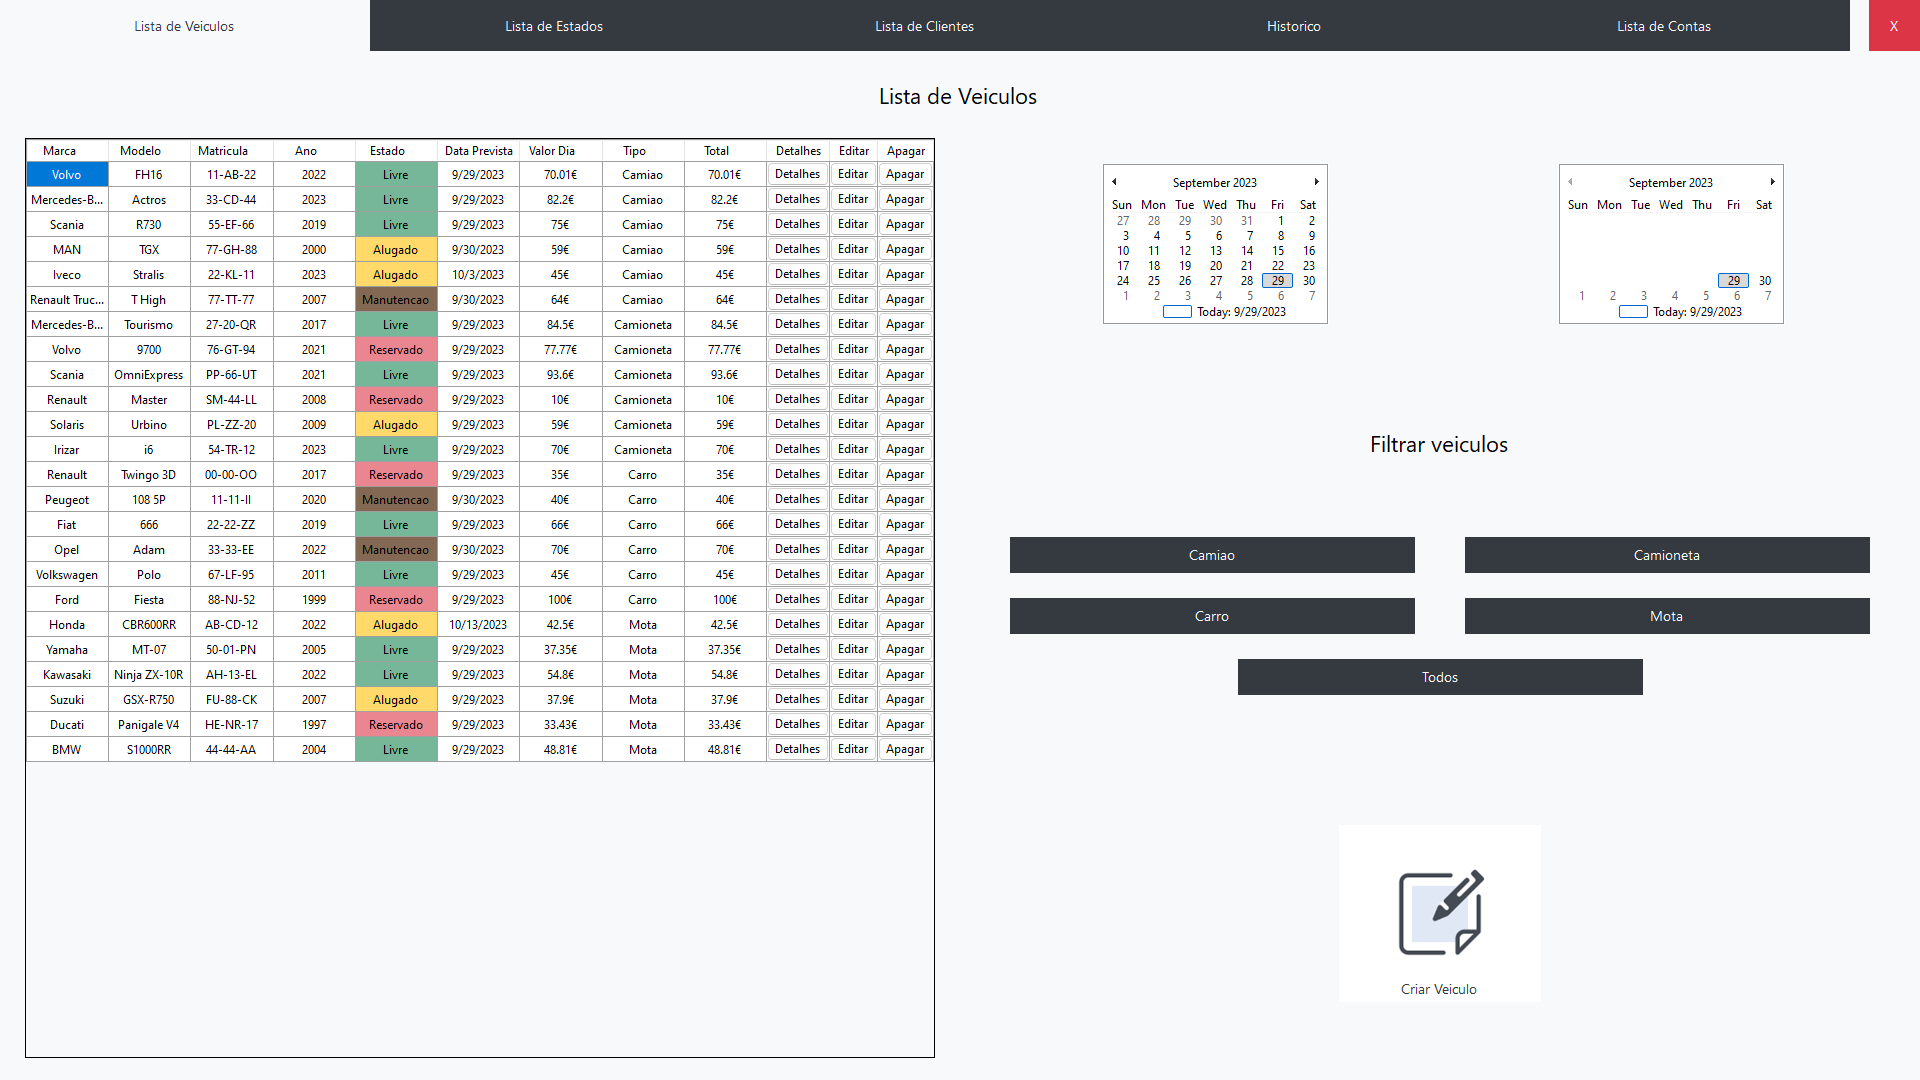 Lista de Veiculos Lista de Estados Lista de Clientes Historico Lista de Contas X
Lista de Veiculos
Marca Modelo Matricula Ano Estado Data Prevista Valor Dia Tipo Total Detalhes Editar Apagar
Volvo FH16 11-AB-22 2022 Livre 9/29/2023 70.01€ Camiao 70.01€ Detalhes Editar Apagar
Mercedes-B... Actros 33-CD-44 2023 Livre 9/29/2023 82.2€ Camiao 82.2€ Detalhes Editar Apagar
Scania R730 55-EF-66 2019 Livre 9/29/2023 75€ Camiao 75€ Detalhes Editar Apagar
MAN TGX 77-GH-88 2000 Alugado 9/30/2023 59€ Camiao 59€ Detalhes Editar Apagar
Iveco Stralis 22-KL-11 2023 Alugado 10/3/2023 45€ Camiao 45€ Detalhes Editar Apagar
Renault Truc... T High 77-TT-77 2007 Manutencao 9/30/2023 64€ Camiao 64€ Detalhes Editar Apagar
Mercedes-B... Tourismo 27-20-QR 2017 Livre 9/29/2023 84.5€ Camioneta 84.5€ Detalhes Editar Apagar
Volvo 9700 76-GT-94 2021 Reservado 9/29/2023 77.77€ Camioneta 77.77€ Detalhes Editar Apagar
Scania OmniExpress PP-66-UT 2021 Livre 9/29/2023 93.6€ Camioneta 93.6€ Detalhes Editar Apagar
Renault Master SM-44-LL 2008 Reservado 9/29/2023 10€ Camioneta 10€ Detalhes Editar Apagar
Solaris Urbino PL-ZZ-20 2009 Alugado 9/29/2023 59€ Camioneta 59€ Detalhes Editar Apagar
Irizar i6 54-TR-12 2023 Livre 9/29/2023 70€ Camioneta 70€ Detalhes Editar Apagar
Renault Twingo 3D 00-00-OO 2017 Reservado 9/29/2023 35€ Carro 35€ Detalhes Editar Apagar
Peugeot 108 5P 11-11-II 2020 Manutencao 9/30/2023 40€ Carro 40€ Detalhes Editar Apagar
Fiat 666 22-22-ZZ 2019 Livre 9/29/2023 66€ Carro 66€ Detalhes Editar Apagar
Opel Adam 33-33-EE 2022 Manutencao 9/30/2023 70€ Carro 70€ Detalhes Editar Apagar
Volkswagen Polo 67-LF-95 2011 Livre 9/29/2023 45€ Carro 45€ Detalhes Editar Apagar
Ford Fiesta 88-NJ-52 1999 Reservado 9/29/2023 100€ Carro 100€ Detalhes Editar Apagar
Honda CBR600RR AB-CD-12 2022 Alugado 10/13/2023 42.5€ Mota 42.5€ Detalhes Editar Apagar
Yamaha MT-07 50-01-PN 2005 Livre 9/29/2023 37.35€ Mota 37.35€ Detalhes Editar Apagar
Kawasaki Ninja ZX-10R AH-13-EL 2022 Livre 9/29/2023 54.8€ Mota 54.8€ Detalhes Editar Apagar
Suzuki GSX-R750 FU-88-CK 2007 Alugado 9/29/2023 37.9€ Mota 37.9€ Detalhes Editar Apagar
Ducati Panigale V4 HE-NR-17 1997 Reservado 9/29/2023 33.43€ Mota 33.43€ Detalhes Editar Apagar
BMW S1000RR 44-44-AA 2004 Livre 9/29/2023 48.81€ Mota 48.81€ Detalhes Editar Apagar
September 2023
Sun Mon Tue Wed Thu Fri Sat
27 28 29 30 31 1 2
3 4 5 6 7 8 9
10 11 12 13 14 15 16
17 18 19 20 21 22 23
24 25 26 27 28 29 30
1 2 3 4 5 6 7
Today: 9/29/2023
September 2023
Sun Mon Tue Wed Thu Fri Sat
29 30
1 2 3 4 5 6 7
Today: 9/29/2023
Filtrar veiculos
Camiao Camioneta
Carro Mota
Todos
Criar Veiculo